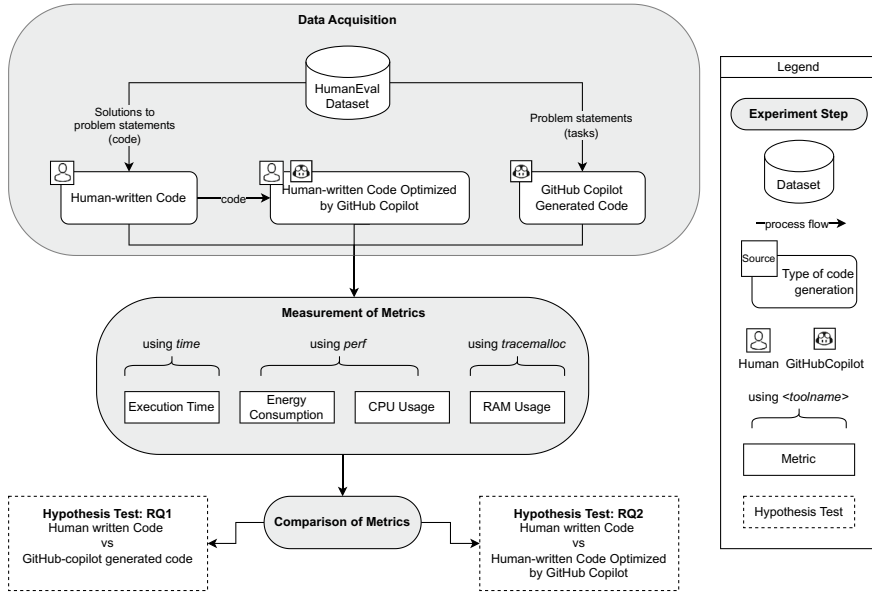 Data Acquisition
HumanEval
Dataset
Solutions to
problem statements
(code)
Problem statements
(tasks)
Human-written Code
code
Human-written Code Optimized
by GitHub Copilot
GitHub Copilot
Generated Code
Measurement of Metrics
using time
using perf
using tracemalloc
Execution Time
Energy
Consumption
CPU Usage
RAM Usage
Comparison of Metrics
Hypothesis Test: RQ1
Human written Code
vs
GitHub-copilot generated code
Hypothesis Test: RQ2
Human written Code
vs
Human-written Code Optimized
by GitHub Copilot
Legend
Experiment Step
Dataset
process flow
Source
Type of code
generation
Human
GitHubCopilot
using <toolname>
Metric
Hypothesis Test